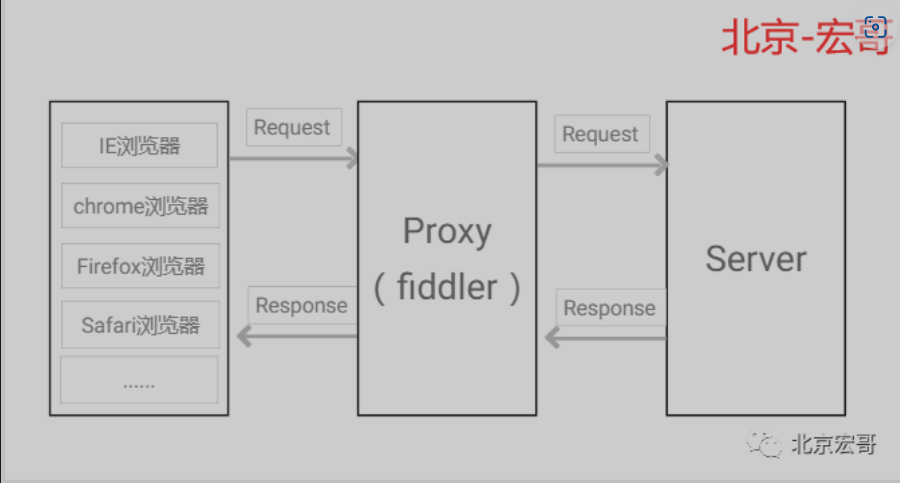 北京-宏哥
IE浏览器
chrome浏览器
Firefox浏览器
Safari浏览器
......
Request
Response
Proxy
( fiddler )
Request
Response
Server
北京宏哥